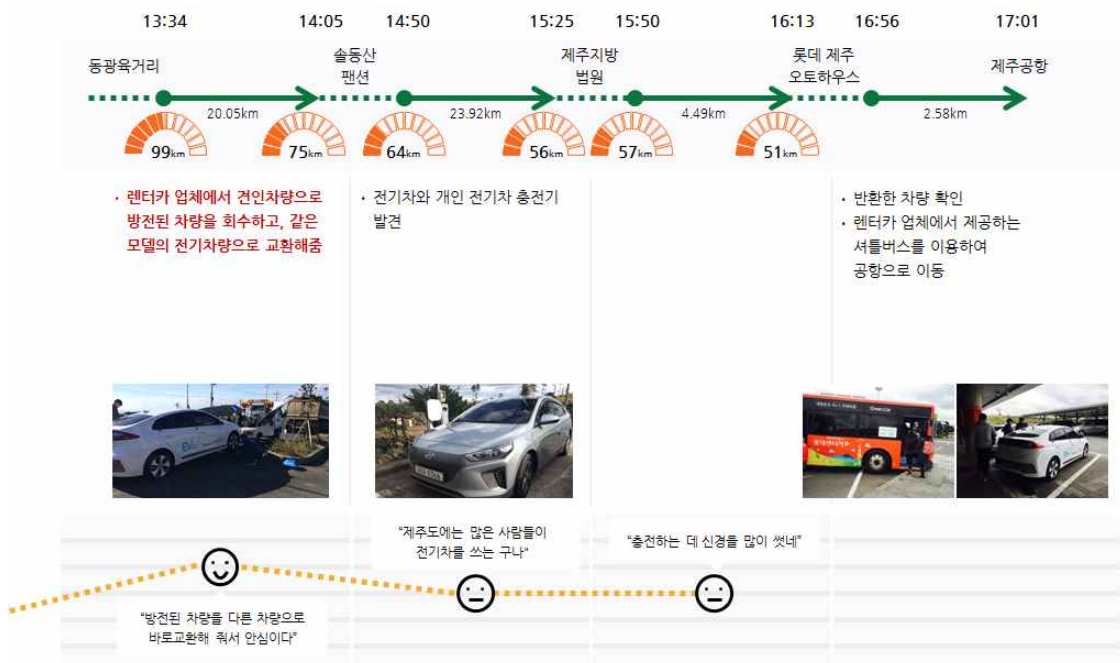 13:34
14:05
14:50
15:25
15:50
16:13
16:56
17:01
동광육거리
솔동산
팬션
제주지방
법원
롯데 제주
오토하우스
제주공항
20.05km
23.92km
4.49km
2.58km
99km
75km
64km
56km
57km
51km
· 렌터카 업체에서 견인차량으로
방전된 차량을 회수하고, 같은
모델의 전기차량으로 교환해줌
· 전기차와 개인 전기차 충전기
발견
· 반환한 차량 확인
· 렌터카 업체에서 제공하는
셔틀버스를 이용하여
공항으로 이동
"제주도에는 많은 사람들이
전기차를 쓰는 구나"
"충전하는 데 신경을 많이 썻네"
"방전된 차량을 다른 차량으로
바로교환해 줘서 안심이다"